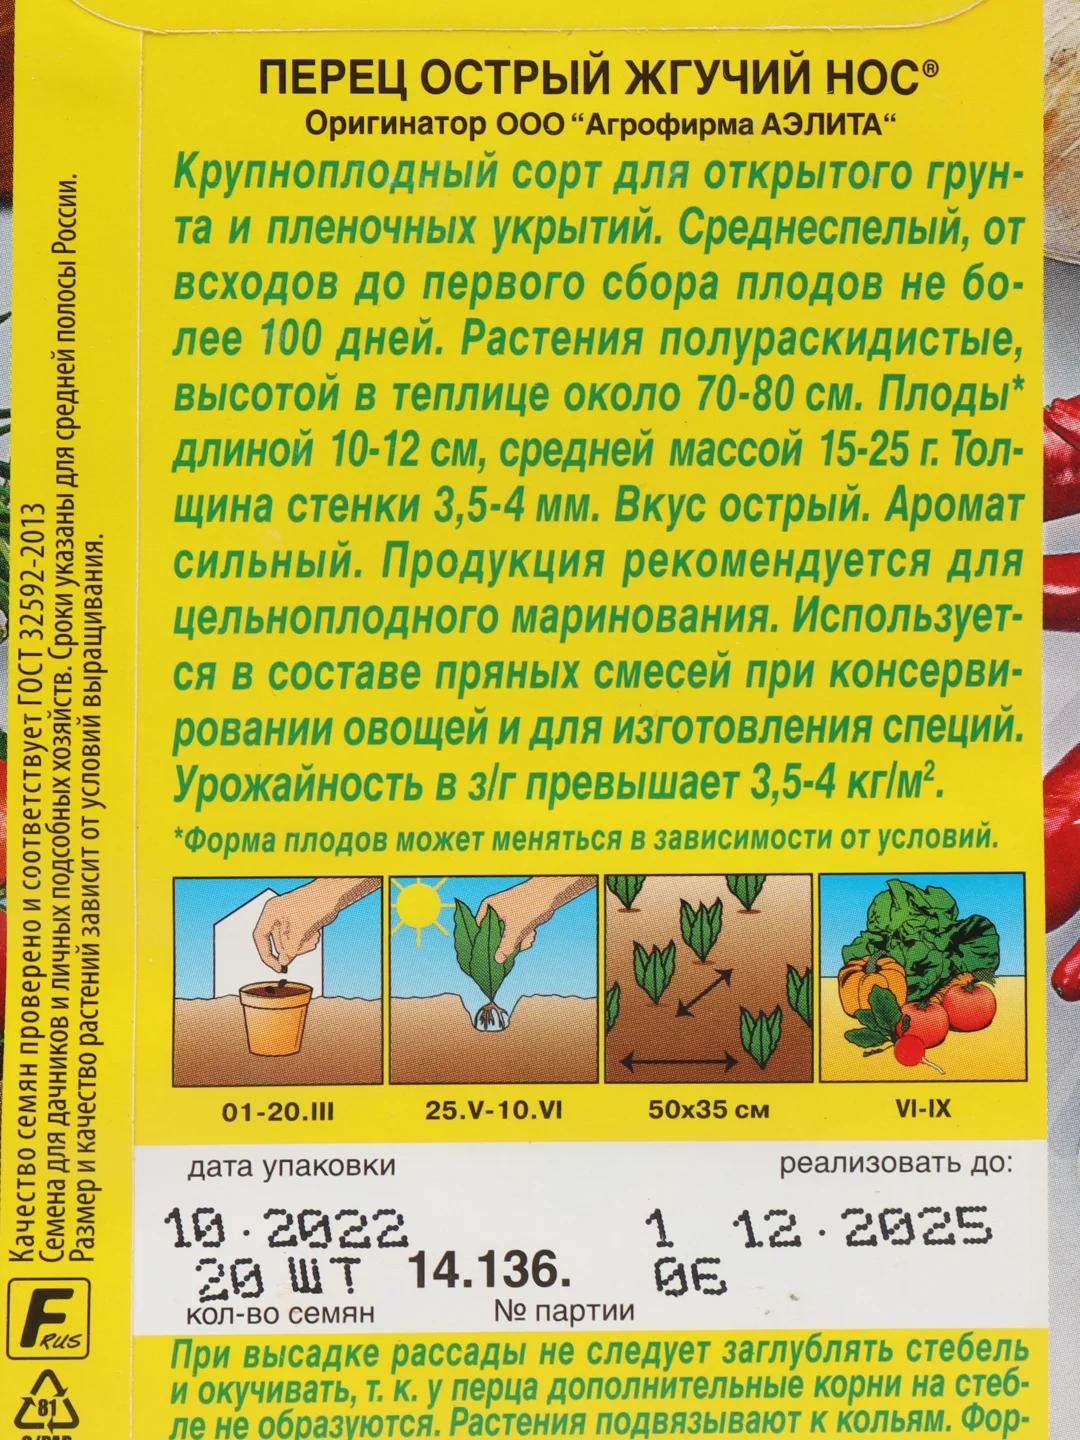 ПЕРЕЦ ОСТРЫЙ ЖГУЧИЙ НОС®
Оригинатор ООО “Агрофирма АЭЛИТА“
Крупноплодный сорт для открытого грун-
та и пленочных укрытий. Среднеспелый, от
всходов до первого сбора плодов не бо-
лее 100 дней. Растения полураскидистые,
высотой в теплице около 70-80 см. Плоды*
длиной 10-12 см, средней массой 15-25 г. Тол-
щина стенки 3,5-4 мм. Вкус острый. Аромат
сильный. Продукция рекомендуется для
цельноплодного маринования. Использует-
ся в составе пряных смесей при консерви-
ровании овощей и для изготовления специй.
Урожайность в з/г превышает 3,5-4 кг/м².
*Форма плодов может меняться в зависимости от условий.
01-20.III 25.V-10.VI 50х35 см VI-IX
дата упаковки реализовать до:
10.2022 1 12.2025
20 ШТ 14.136. 06
кол-во семян № партии
При высадке рассады не следует заглублять стебель
и окучивать, т. к. у перца дополнительные корни на стеб-
ле не образуются. Растения подвязывают к кольям. Фор-
Качество семян проверено и соответствует ГОСТ 32592-2013
Семена для дачников и личных подсобных хозяйств. Сроки указаны для средней полосы России.
Размер и качество растений зависит от условий выращивания.
F RUS
81